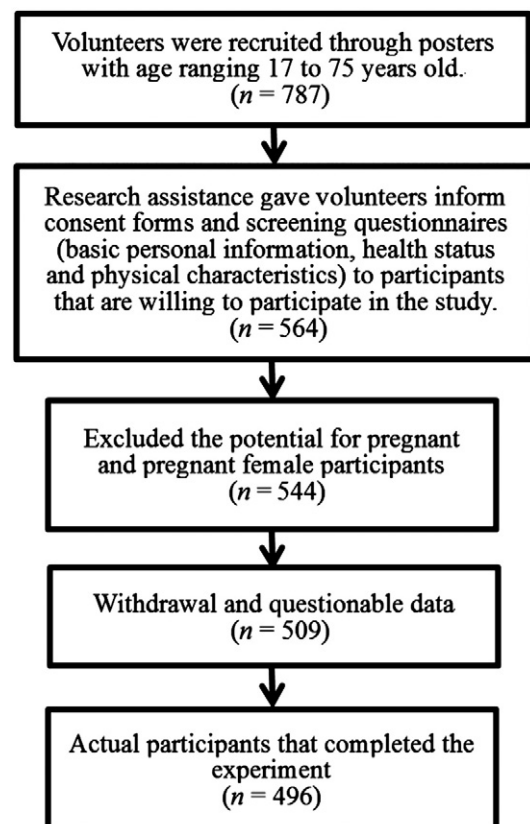 Volunteers were recruited through posters
with age ranging 17 to 75 years old.
(n = 787)
Research assistance gave volunteers inform
consent forms and screening questionnaires
(basic personal information, health status
and physical characteristics) to participants
that are willing to participate in the study.
(n = 564)
Excluded the potential for pregnant
and pregnant female participants
(n = 544)
Withdrawal and questionable data
(n = 509)
Actual participants that completed the
experiment
(n = 496)